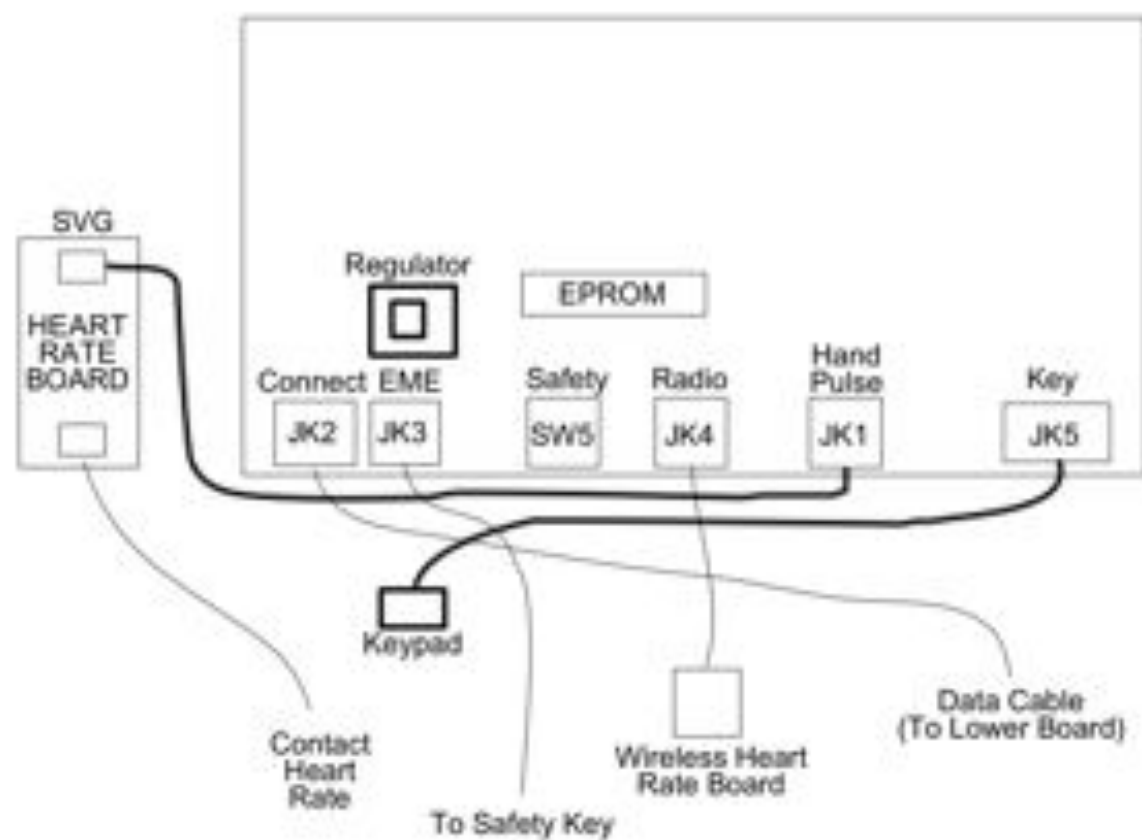 SVG
HEART
RATE
BOARD
Regulator
EPROM
Connect
EME
Safety
Radio
Hand
Pulse
Key
JK2
JK3
SW5
JK4
JK1
JK5
Keypad
Contact
Heart
Rate
To Safety Key
Wireless Heart
Rate Board
Data Cable
(To Lower Board)